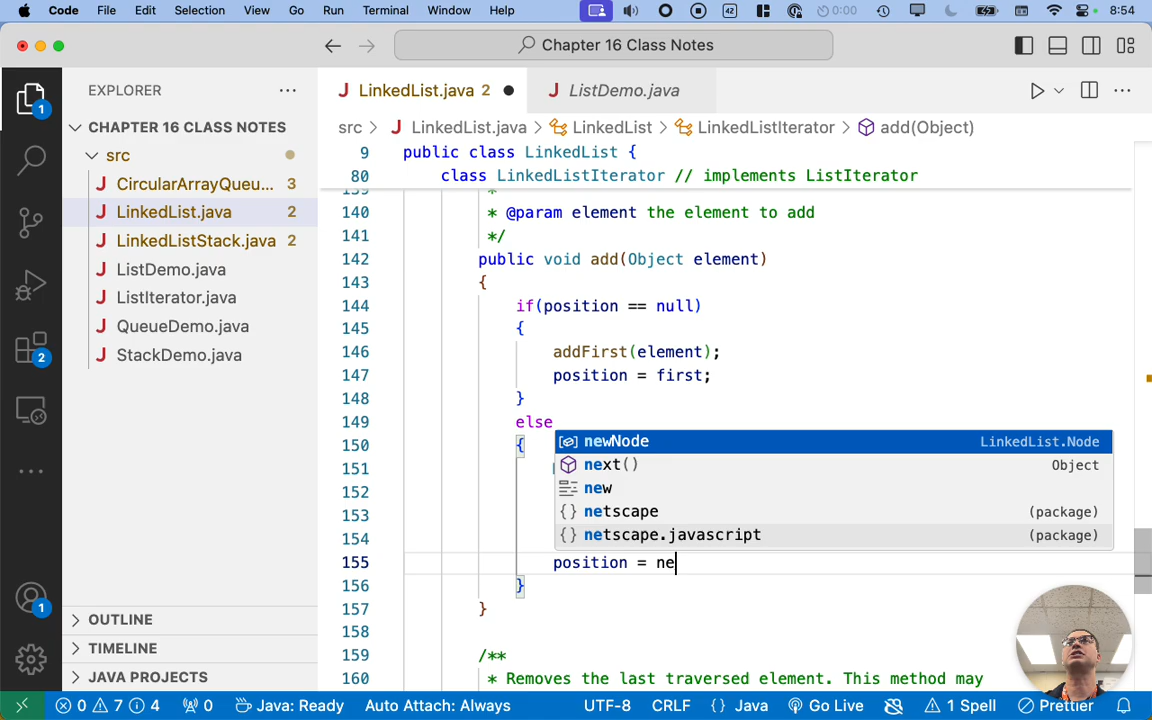 Code File Edit Selection View Go Run Terminal Window Help 42 0:00 8:54
Chapter 16 Class Notes
EXPLORER
LinkedList.java 2
ListDemo.java
src > LinkedList.java > LinkedList > LinkedListIterator > add(Object)
CHAPTER 16 CLASS NOTES
src
CircularArrayQueu... 3
LinkedList.java 2
LinkedListStack.java 2
ListDemo.java
ListIterator.java
QueueDemo.java
StackDemo.java
OUTLINE
TIMELINE
JAVA PROJECTS
1
2
1
9 public class LinkedList {
80 class LinkedListIterator // implements ListIterator
139 *
140 * @param element the element to add
141 */
142 public void add(Object element)
143 {
144 if(position == null)
145 {
146 addFirst(element);
147 position = first;
148 }
149 else
150 {
151
152
153
154
155 position = ne
156 }
157 }
158
159 /**
160 * Removes the last traversed element. This method may
newNode LinkedList.Node
next() Object
new
netscape (package)
netscape.javascript (package)
0 7 4 0 Java: Ready Auto Attach: Always UTF-8 CRLF {} Java Go Live 1 Spell Prettier